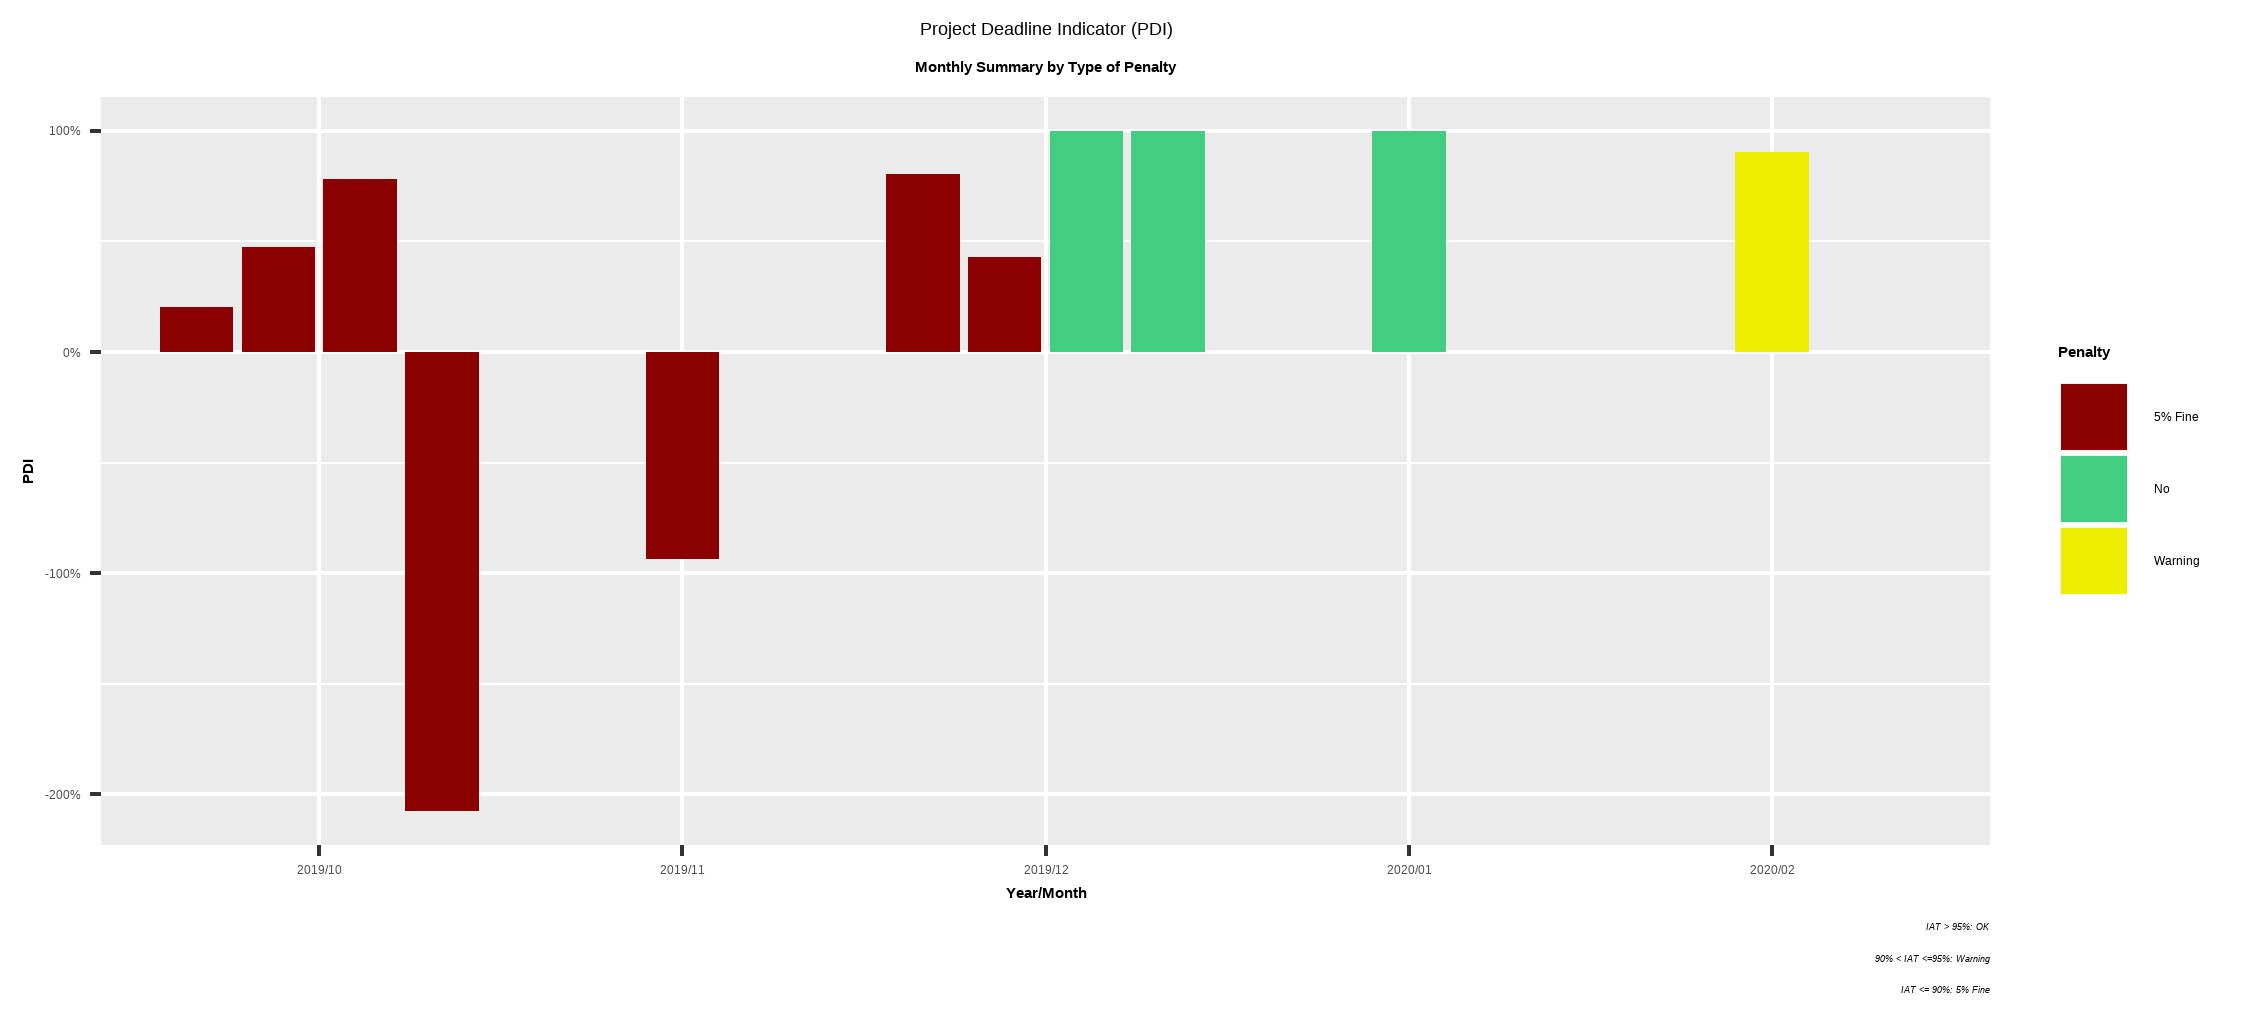 Project Deadline Indicator (PDI)
Monthly Summary by Type of Penalty
100%
0%
-100%
-200%
PDI
2019/10
2019/11
2019/12
2020/01
2020/02
Year/Month
Penalty
5% Fine
No
Warning
IAT > 95%: OK
90% < IAT <=95%: Warning
IAT <= 90%: 5% Fine